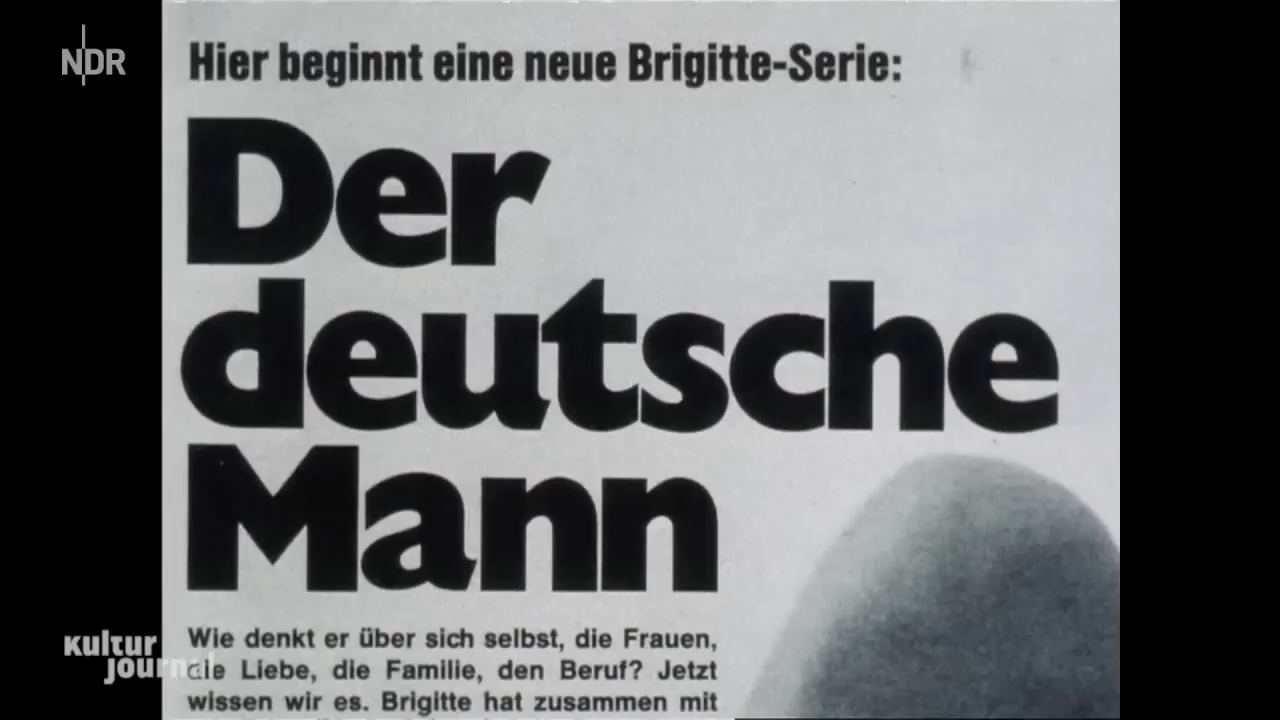 NDR
Hier beginnt eine neue Brigitte-Serie:
Der
deutsche
Mann
Wie denkt er über sich selbst, die Frauen,
die Liebe, die Familie, den Beruf? Jetzt
wissen wir es. Brigitte hat zusammen mit
Kultur
journal